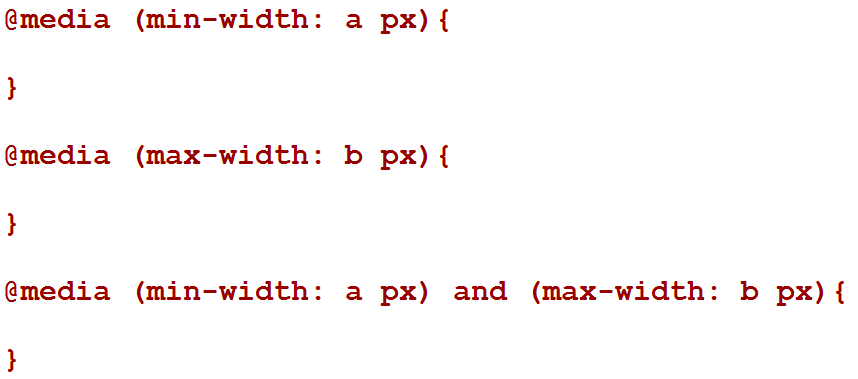 @media (min-width: a px){
}
@media (max-width: b px){
}
@media (min-width: a px) and (max-width: b px){
}